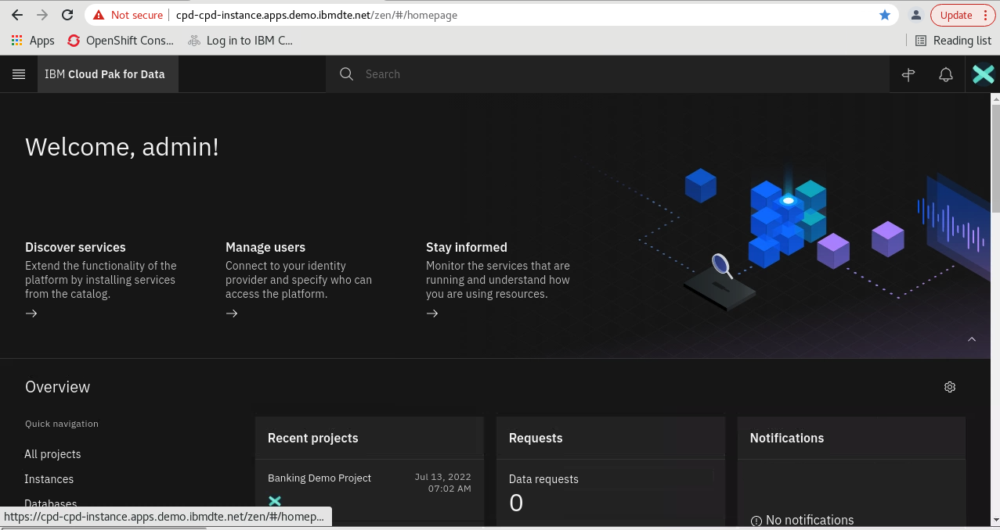 Not secure
cpd-cpd-instance.apps.demo.ibmdte.net/zen/#/homepage
Update
Apps
OpenShift Cons...
Log in to IBM C...
Reading list
IBM Cloud Pak for Data
Search
Welcome, admin!
Discover services
Extend the functionality of the
platform by installing services
from the catalog.
Manage users
Connect to your identity
provider and specify who can
access the platform.
Stay informed
Monitor the services that are
running and understand how
you are using resources.
Overview
Quick navigation
All projects
Instances
Databases
Recent projects
Banking Demo Project
Jul 13, 2022
07:02 AM
Requests
Data requests
0
Notifications
No notifications
https://cpd-cpd-instance.apps.demo.ibmdte.net/zen/#/homep...